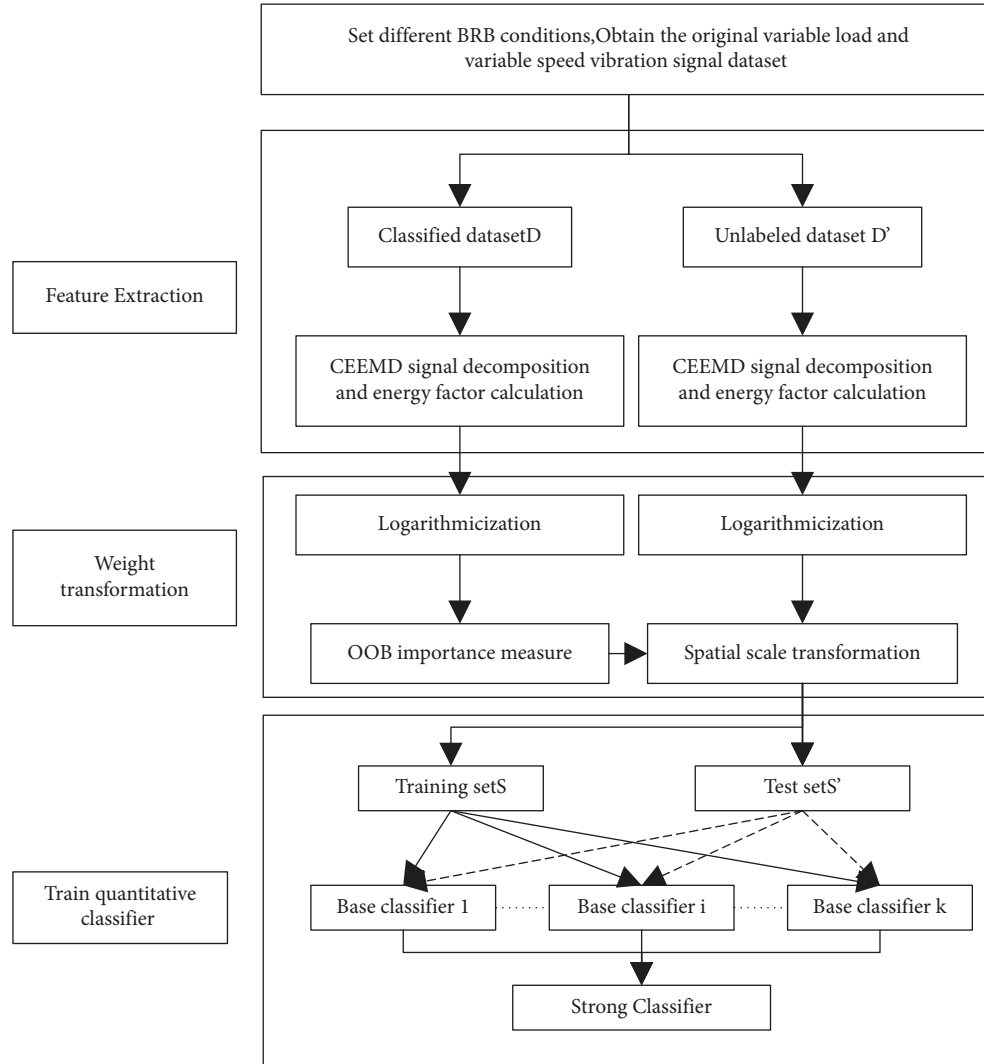 Set different BRB conditions,Obtain the original variable load and
variable speed vibration signal dataset
Classified datasetD
Unlabeled dataset D’
Feature Extraction
CEEMD signal decomposition
and energy factor calculation
CEEMD signal decomposition
and energy factor calculation
Logarithmicization
Logarithmicization
Weight
transformation
OOB importance measure
Spatial scale transformation
Training setS
Test setS’
Train quantitative
classifier
Base classifier 1
Base classifier i
Base classifier k
Strong Classifier